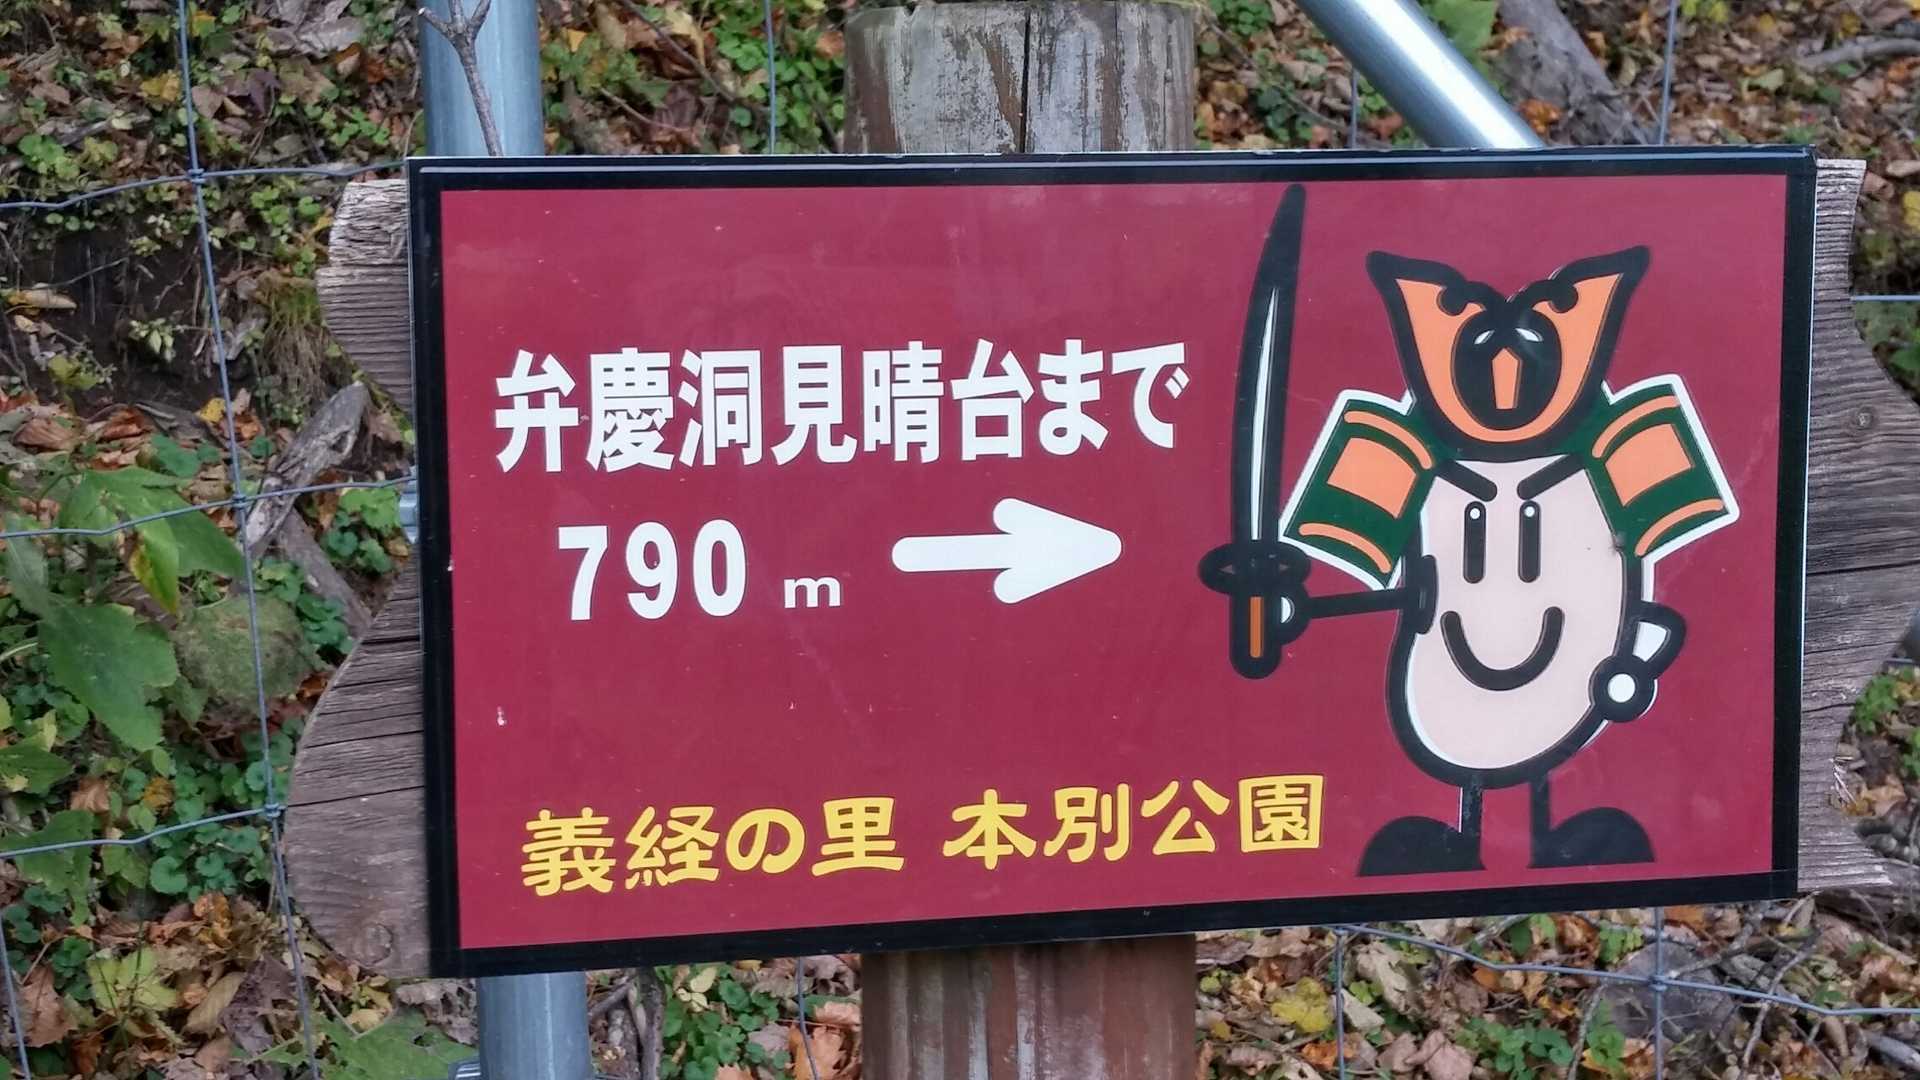 弁慶洞見晴台まで
790 m →
義経の里 本別公園